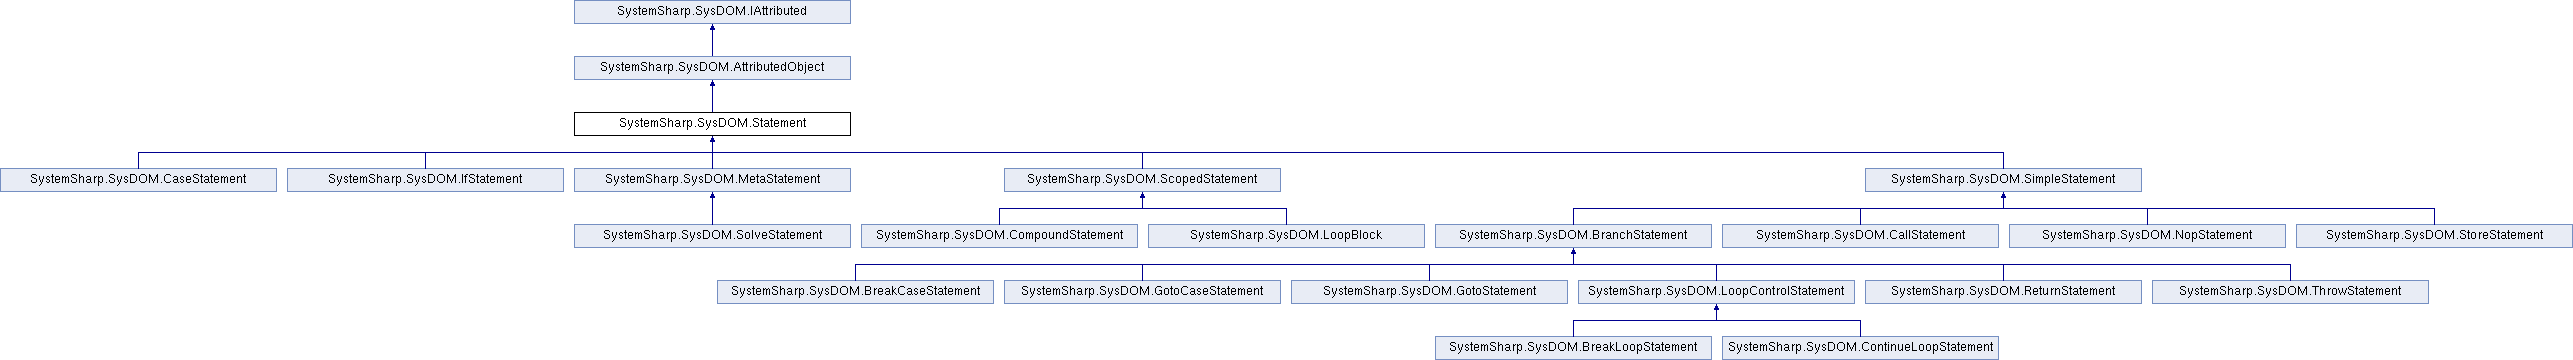 SystemSharp.SysDOM.IAttributed
SystemSharp.SysDOM.AttributedObject
SystemSharp.SysDOM.Statement
SystemSharp.SysDOM.CaseStatement
SystemSharp.SysDOM.IfStatement
SystemSharp.SysDOM.MetaStatement
SystemSharp.SysDOM.ScopedStatement
SystemSharp.SysDOM.SimpleStatement
SystemSharp.SysDOM.SolveStatement
SystemSharp.SysDOM.CompoundStatement
SystemSharp.SysDOM.LoopBlock
SystemSharp.SysDOM.BranchStatement
SystemSharp.SysDOM.CallStatement
SystemSharp.SysDOM.NopStatement
SystemSharp.SysDOM.StoreStatement
SystemSharp.SysDOM.BreakCaseStatement
SystemSharp.SysDOM.GotoCaseStatement
SystemSharp.SysDOM.GotoStatement
SystemSharp.SysDOM.LoopControlStatement
SystemSharp.SysDOM.ReturnStatement
SystemSharp.SysDOM.ThrowStatement
SystemSharp.SysDOM.BreakLoopStatement
SystemSharp.SysDOM.ContinueLoopStatement